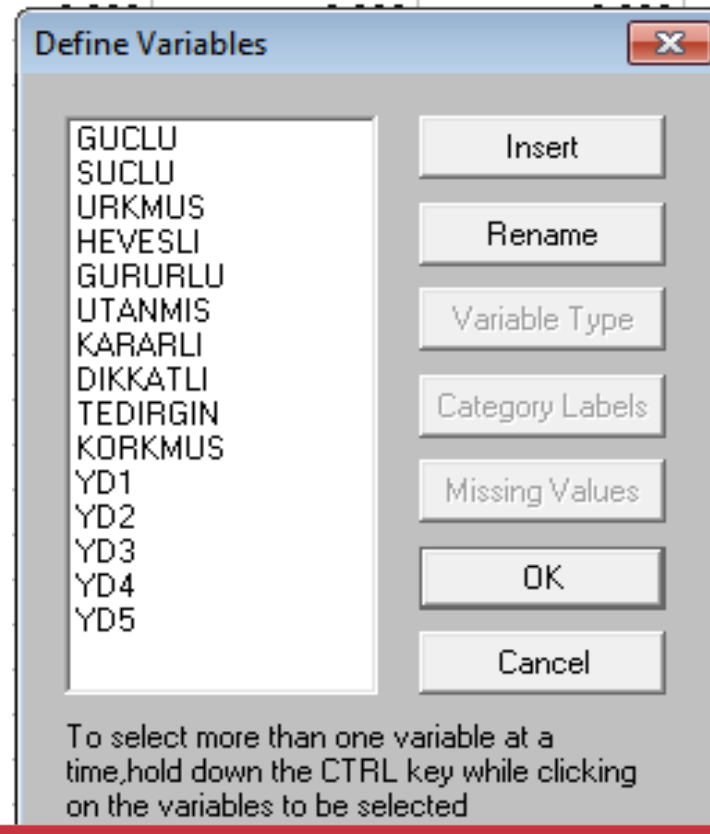 Define Variables
GUCLU
SUCLU
URKMUS
HEVESLI
GURURLU
UTANMIS
KARARLI
DIKKATLI
TEDIRGIN
KORKMUS
YD1
YD2
YD3
YD4
YD5
Insert
Rename
Variable Type
Category Labels
Missing Values
OK
Cancel
To select more than one variable at a
time,hold down the CTRL key while clicking
on the variables to be selected